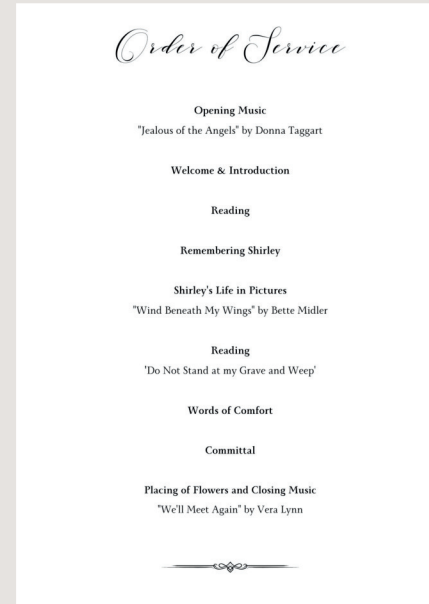 Order of Service
Opening Music
"Jealous of the Angels" by Donna Taggart
Welcome & Introduction
Reading
Remembering Shirley
Shirley's Life in Pictures
"Wind Beneath My Wings" by Bette Midler
Reading
'Do Not Stand at my Grave and Weep'
Words of Comfort
Committal
Placing of Flowers and Closing Music
"We'll Meet Again" by Vera Lynn